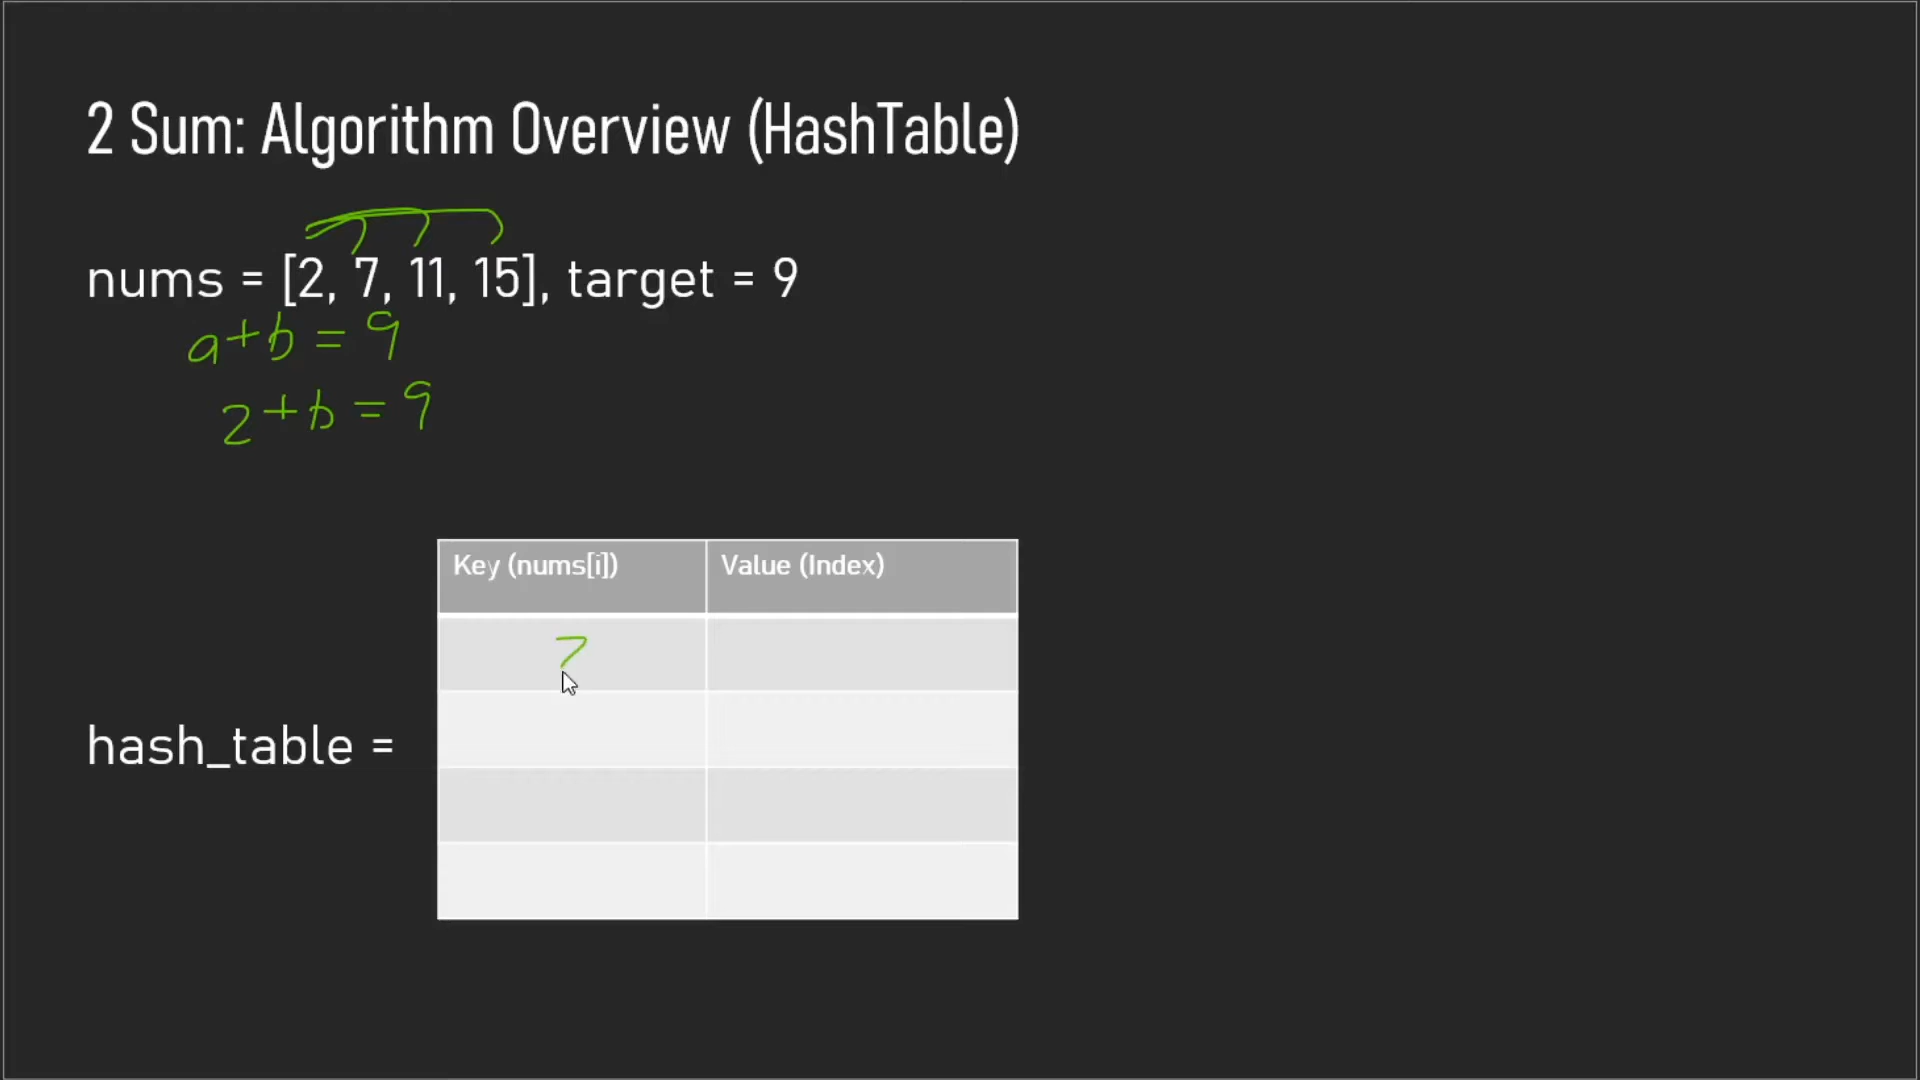 2 Sum: Algorithm Overview (HashTable)
nums = [2, 7, 11, 15], target = 9
a+b = 9
2+b = 9
Key (nums[i]) Value (Index)
7
hash_table =